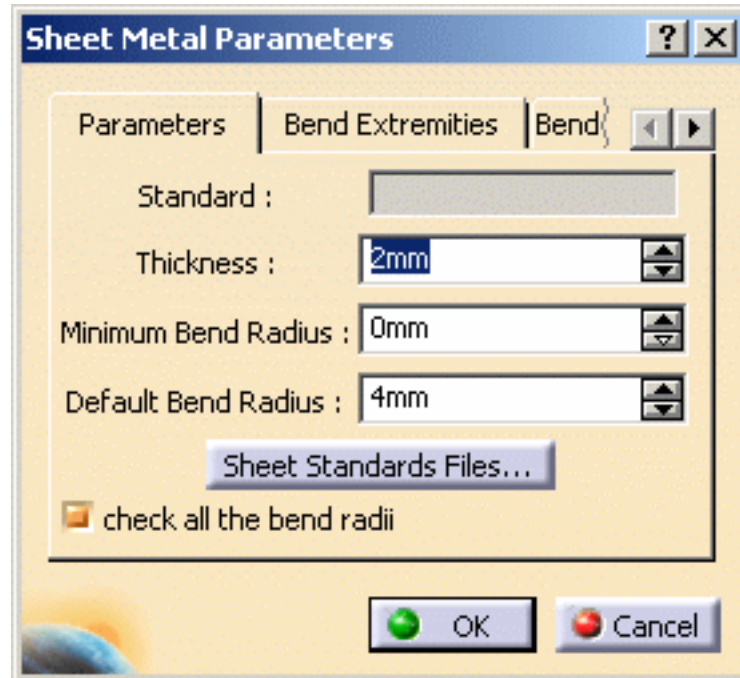 Sheet Metal Parameters
Parameters Bend Extremities Bend
Standard :
Thickness : 2mm
Minimum Bend Radius : 0mm
Default Bend Radius : 4mm
Sheet Standards Files...
check all the bend radii
OK Cancel